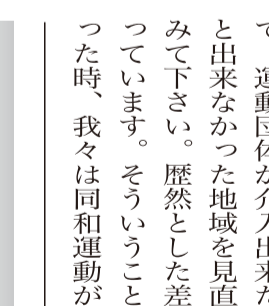 運動団体が介入出来た
と出来なかった地域を見直
みて下さい。歴然とした差
っています。そういうこと
った時、我々は同和運動が